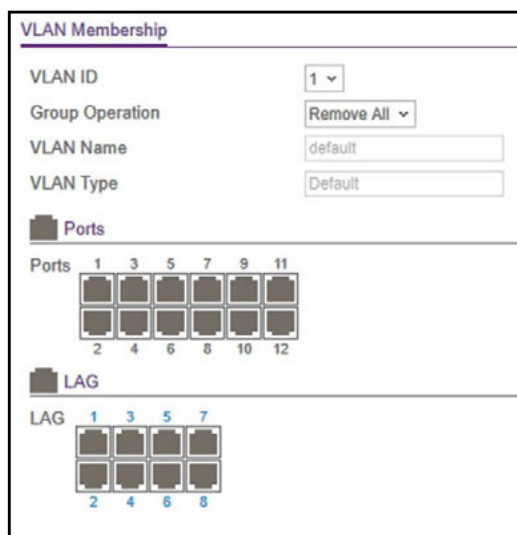 VLAN Membership
VLAN ID 1
Group Operation Remove All
VLAN Name default
VLAN Type Default
Ports
Ports 1 3 5 7 9 11
2 4 6 8 10 12
LAG
LAG 1 3 5 7
2 4 6 8